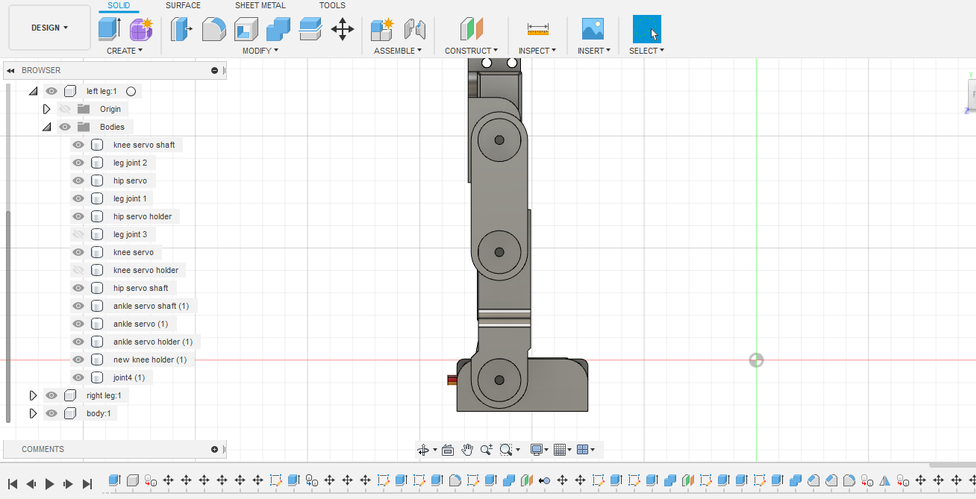 SOLID SURFACE SHEET METAL TOOLS
DESIGN ▾
CREATE ▾ MODIFY ▾ ASSEMBLE ▾ CONSTRUCT ▾ INSPECT ▾ INSERT ▾ SELECT ▾
BROWSER
left leg:1
Origin
Bodies
knee servo shaft
leg joint 2
hip servo
leg joint 1
hip servo holder
leg joint 3
knee servo
knee servo holder
hip servo shaft
ankle servo shaft (1)
ankle servo (1)
ankle servo holder (1)
new knee holder (1)
joint4 (1)
right leg:1
body:1
COMMENTS